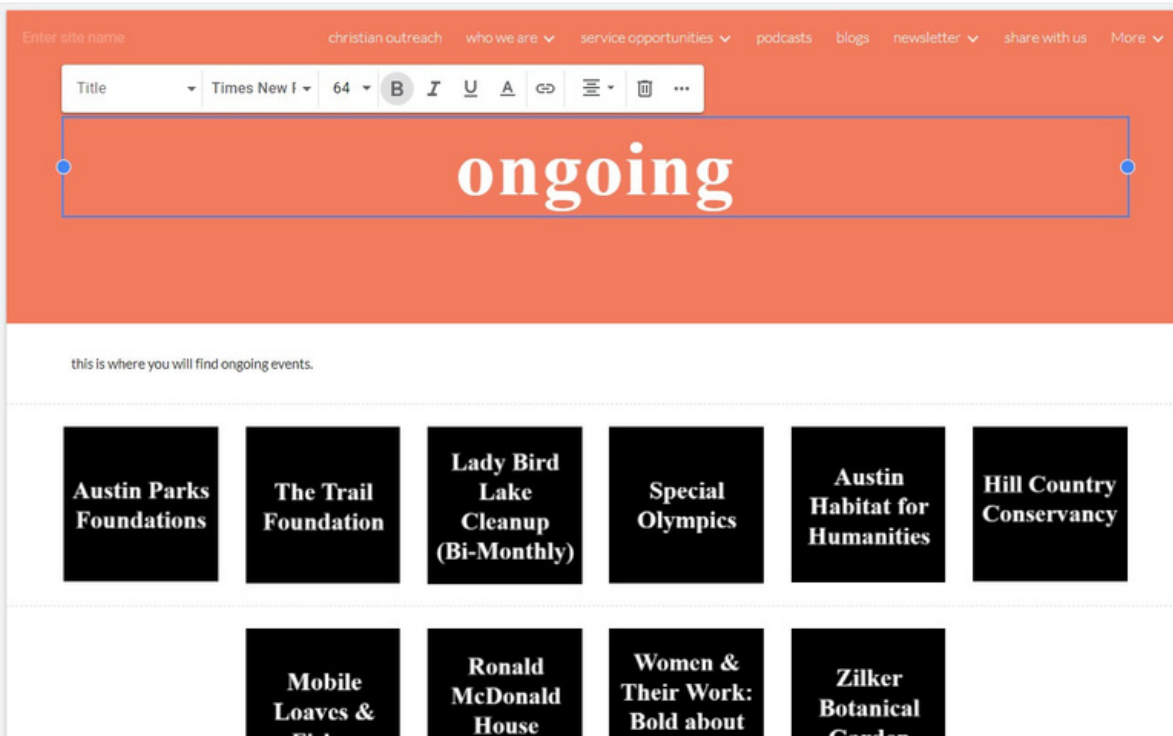 Enter site name christian outreach who we are service opportunities podcasts blogs newsletter share with us More
Title Times New 64 B I U A
ongoing
this is where you will find ongoing events.
Austin Parks
Foundations
The Trail
Foundation
Lady Bird
Lake
Cleanup
(Bi-Monthly)
Special
Olympics
Austin
Habitat for
Humanities
Hill Country
Conservancy
Mobile
Loaves &
Ronald
McDonald
House
Women &
Their Work:
Bold about
Zilker
Botanical